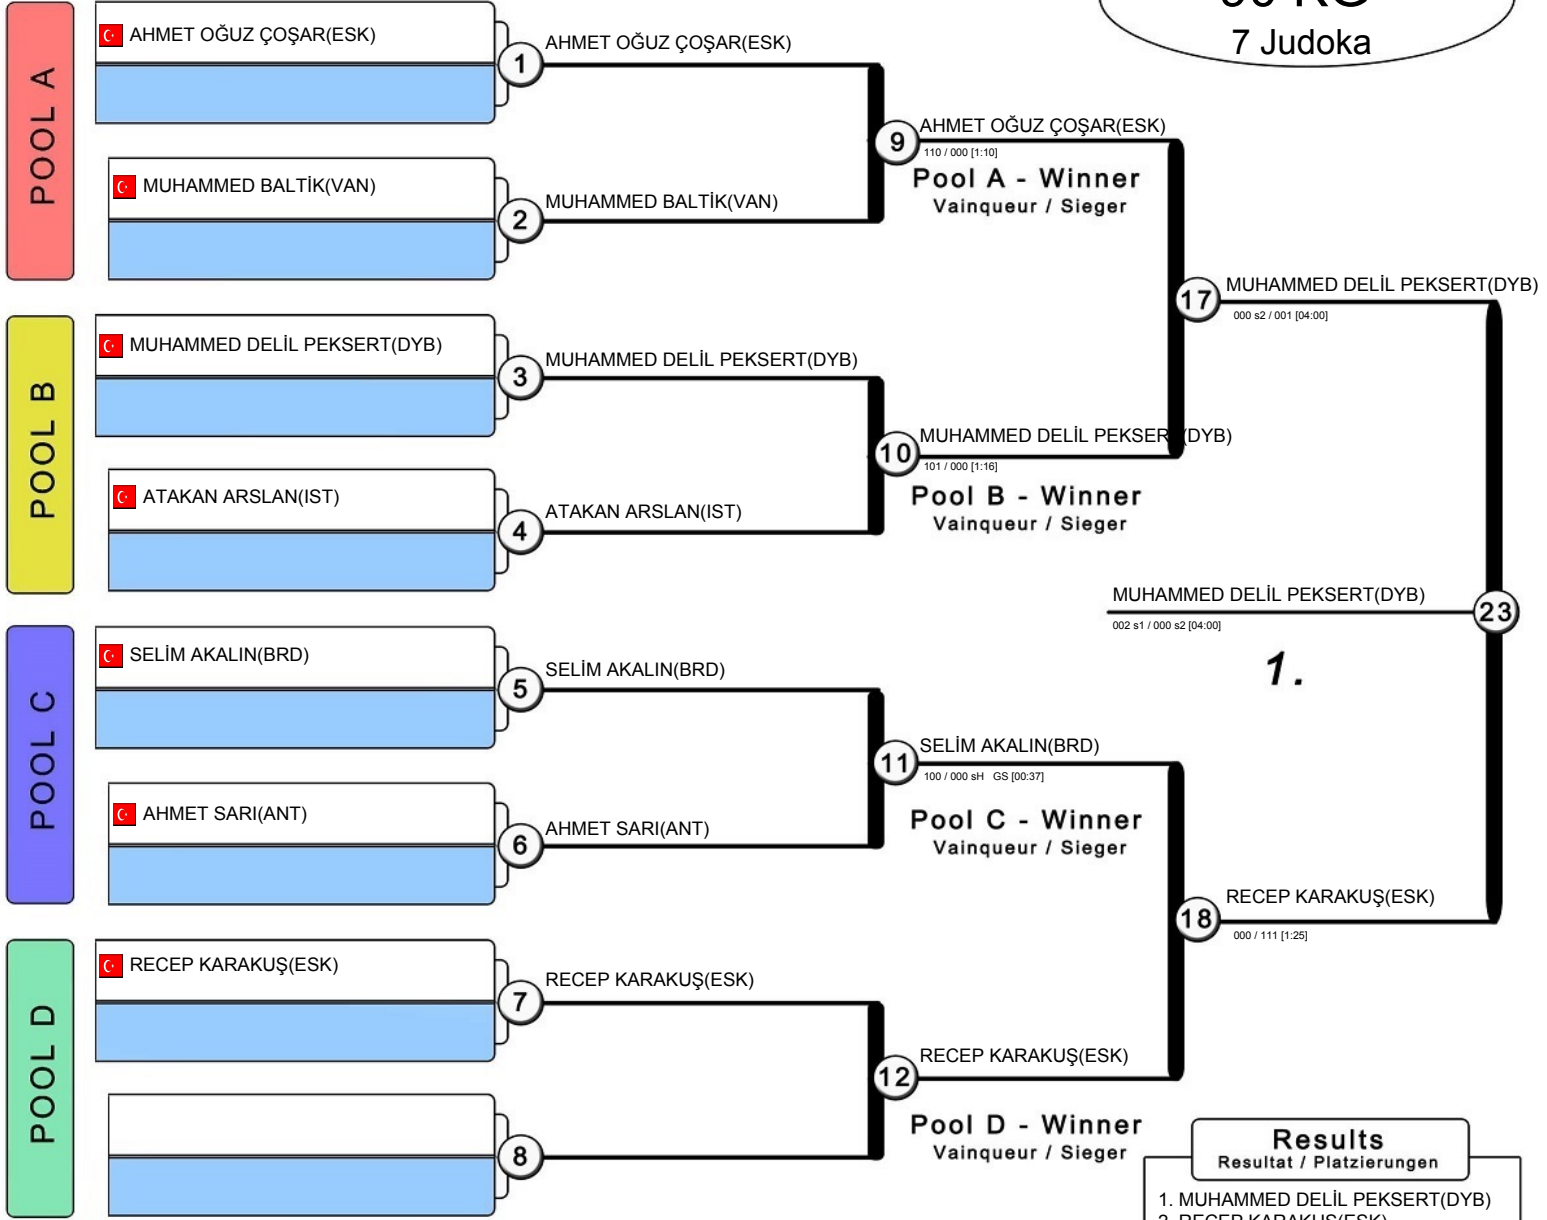 7 Judoka
POOL A
AHMET OĞUZ ÇOŞAR(ESK)
1
AHMET OĞUZ ÇOŞAR(ESK)
MUHAMMED BALTİK(VAN)
2
MUHAMMED BALTİK(VAN)
9
AHMET OĞUZ ÇOŞAR(ESK)
110 / 000 [1:10]
Pool A - Winner
Vainqueur / Sieger
POOL B
MUHAMMED DELİL PEKSERT(DYB)
3
MUHAMMED DELİL PEKSERT(DYB)
ATAKAN ARSLAN(IST)
4
ATAKAN ARSLAN(IST)
10
MUHAMMED DELİL PEKSERT(DYB)
101 / 000 [1:16]
Pool B - Winner
Vainqueur / Sieger
17
MUHAMMED DELİL PEKSERT(DYB)
000 s2 / 001 [04:00]
POOL C
SELİM AKALIN(BRD)
5
SELİM AKALIN(BRD)
AHMET SARI(ANT)
6
AHMET SARI(ANT)
11
SELİM AKALIN(BRD)
100 / 000 sH GS [00:37]
Pool C - Winner
Vainqueur / Sieger
POOL D
RECEP KARAKUŞ(ESK)
7
RECEP KARAKUŞ(ESK)
8
12
RECEP KARAKUŞ(ESK)
Pool D - Winner
Vainqueur / Sieger
18
RECEP KARAKUŞ(ESK)
000 / 111 [1:25]
MUHAMMED DELİL PEKSERT(DYB)
23
002 s1 / 000 s2 [04:00]
1.
Results
Resultat / Platzierungen
1. MUHAMMED DELİL PEKSERT(DYB)
2. RECEP KARAKUŞ(ESK)